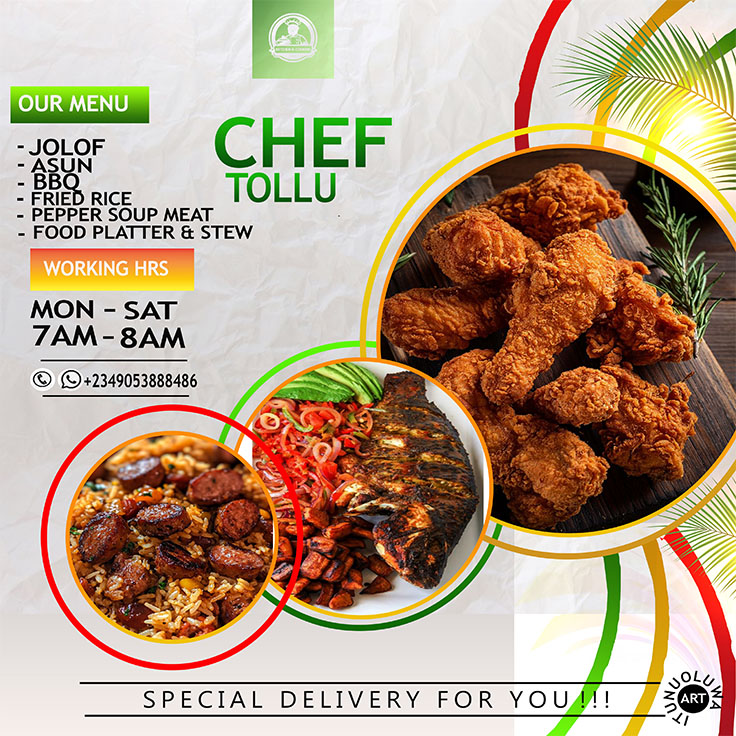 OUR MENU
- JOLOF
- ASUN
- BBQ
- FRIED RICE
- PEPPER SOUP MEAT
- FOOD PLATTER & STEW
CHEF
TOLLU
WORKING HRS
MON - SAT
7AM - 8AM
+2349053888486
SPECIAL DELIVERY FOR YOU!!!
ITUNUOLUWA
ART